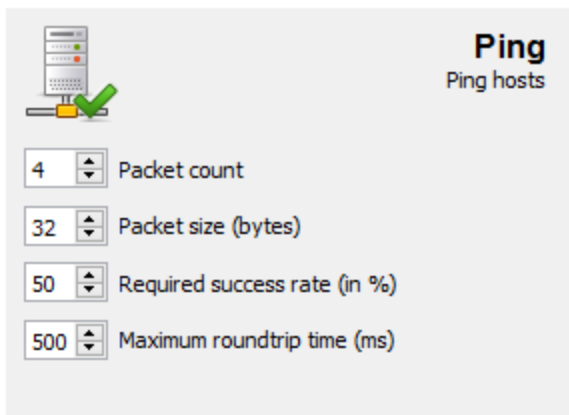 Ping
Ping hosts
4 Packet count
32 Packet size (bytes)
50 Required success rate (in %)
500 Maximum roundtrip time (ms)